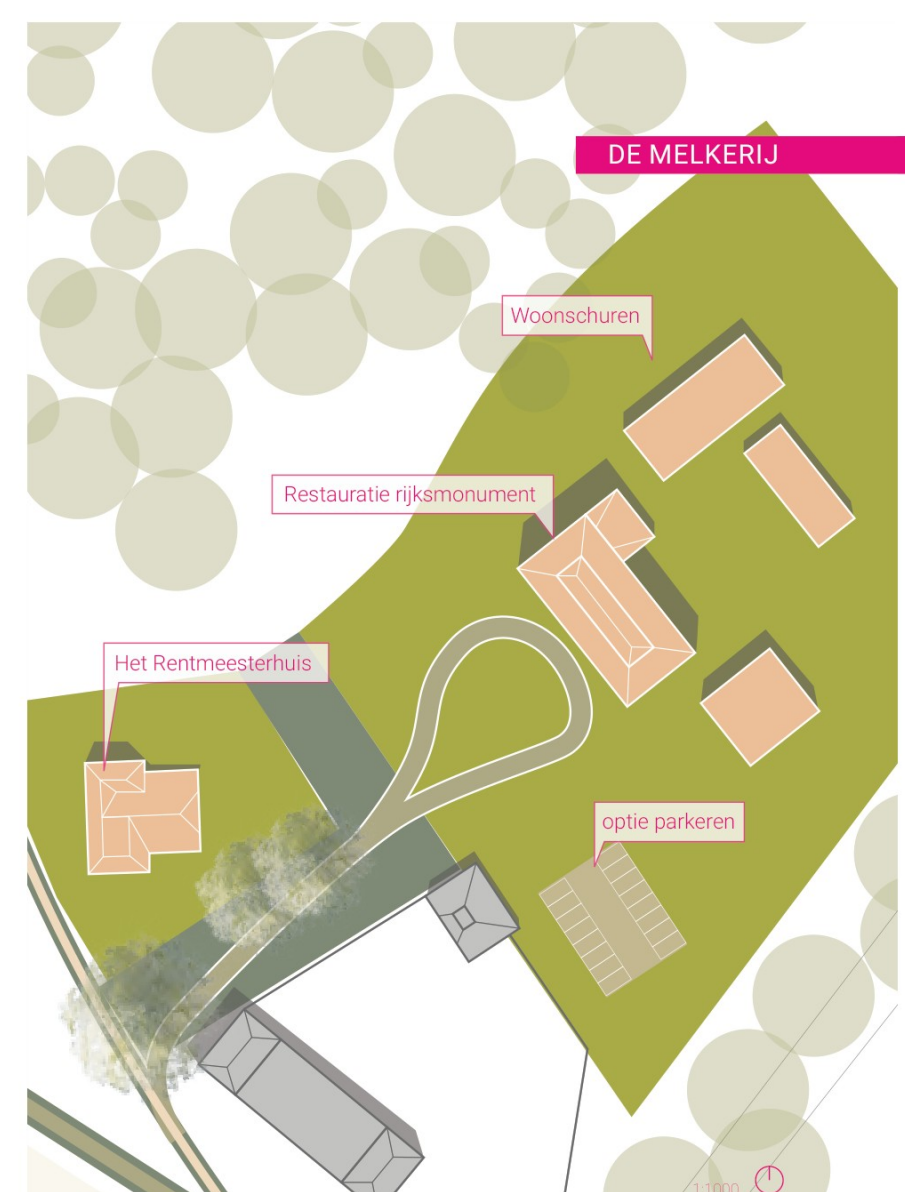 DE MELKERIJ
Woonschuren
Restauratie rijksmonument
Het Rentmeesterhuis
optie parkeren
1:1000